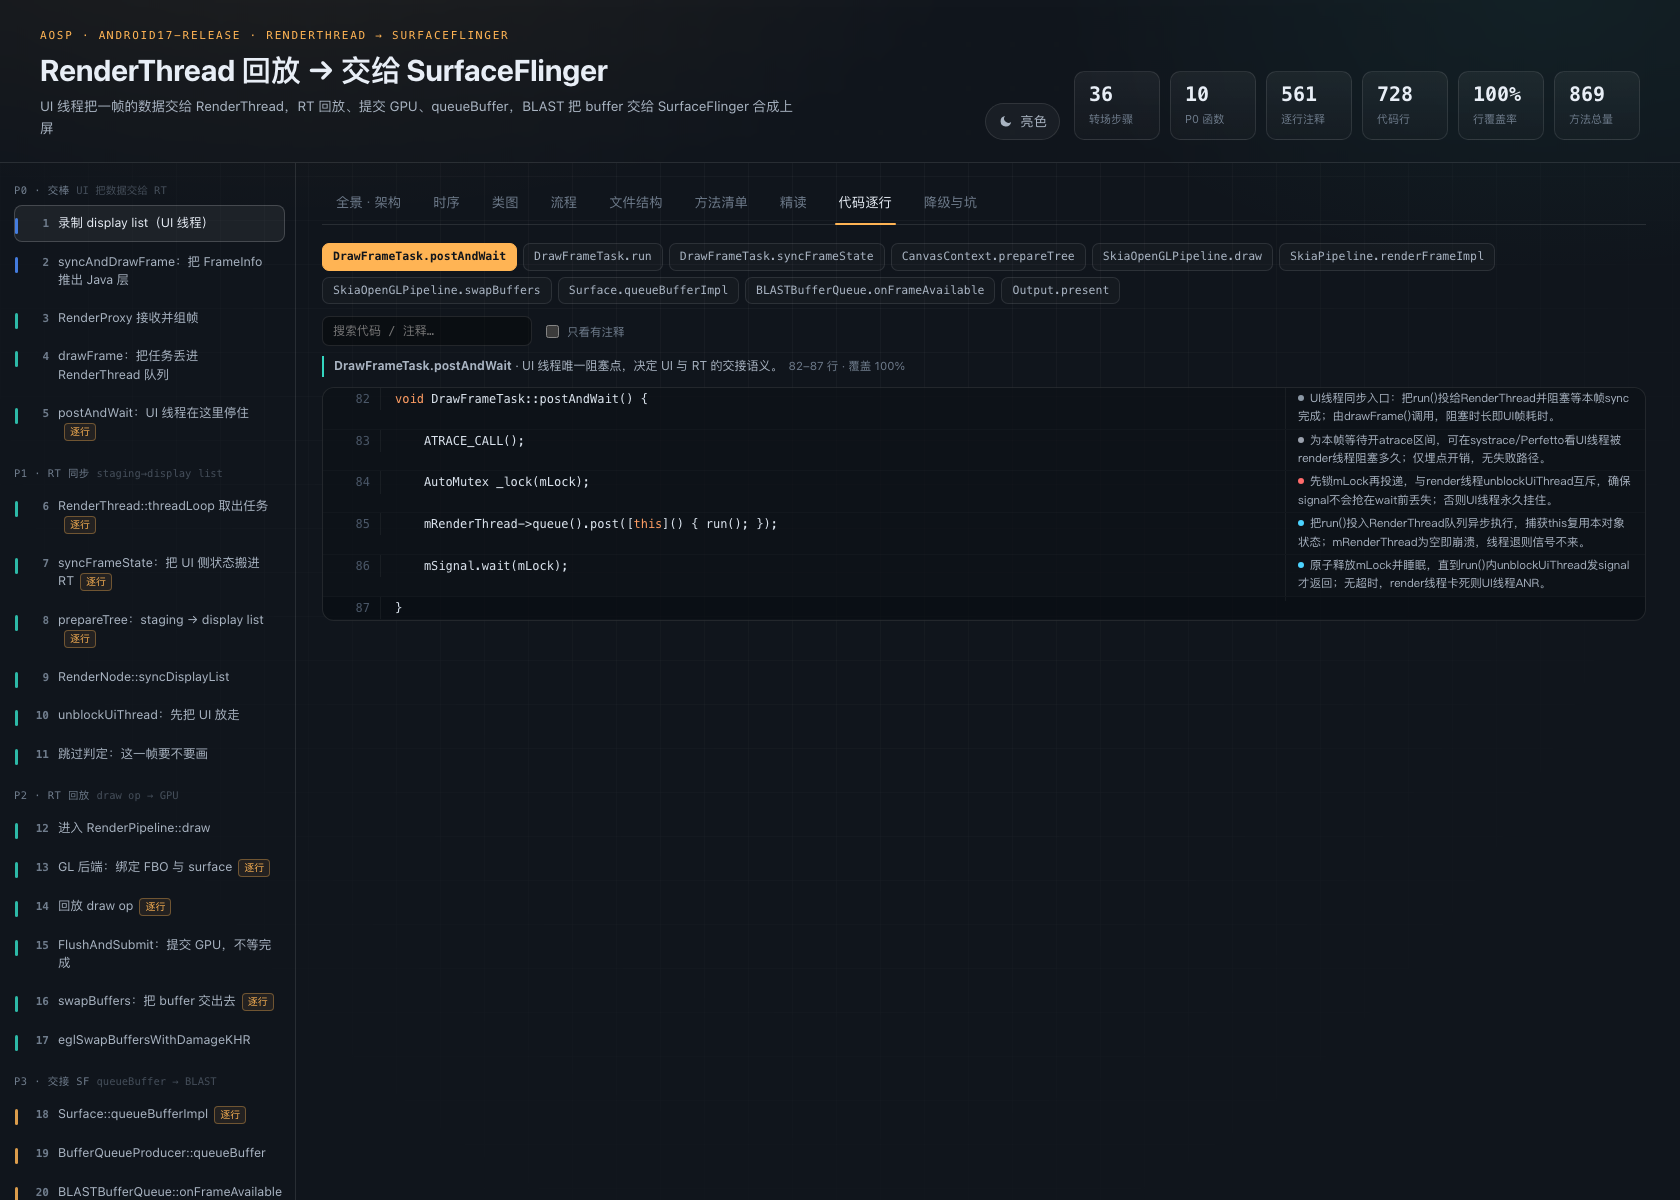 AOSP · ANDROID17-RELEASE · RENDERTHREAD → SURFACEFLINGER
RenderThread 回放 → 交给 SurfaceFlinger
UI 线程把一帧的数据交给 RenderThread，RT 回放、提交 GPU、queueBuffer，BLAST 把 buffer 交给 SurfaceFlinger 合成上
屏
亮色
36
转场步骤
10
P0 函数
561
逐行注释
728
代码行
100%
行覆盖率
869
方法总量
P0 · 交棒 UI 把数据交给 RT
1 录制 display list（UI 线程）
2 syncAndDrawFrame：把 FrameInfo
推出 Java 层
3 RenderProxy 接收并组帧
4 drawFrame：把任务丢进
RenderThread 队列
5 postAndWait：UI 线程在这里停住
逐行
P1 · RT 同步 staging→display list
6 RenderThread::threadLoop 取出任务
逐行
7 syncFrameState：把 UI 侧状态搬进
RT 逐行
8 prepareTree：staging → display list
逐行
9 RenderNode::syncDisplayList
10 unblockUiThread：先把 UI 放走
11 跳过判定：这一帧要不要画
P2 · RT 回放 draw op → GPU
12 进入 RenderPipeline::draw
13 GL 后端：绑定 FBO 与 surface 逐行
14 回放 draw op 逐行
15 FlushAndSubmit：提交 GPU，不等完
成
16 swapBuffers：把 buffer 交出去 逐行
17 eglSwapBuffersWithDamageKHR
P3 · 交接 SF queueBuffer → BLAST
18 Surface::queueBufferImpl 逐行
19 BufferQueueProducer::queueBuffer
20 BLASTBufferQueue::onFrameAvailable
全景 · 架构 时序 类图 流程 文件结构 方法清单 精读 代码逐行 降级与坑
DrawFrameTask.postAndWait DrawFrameTask.run DrawFrameTask.syncFrameState CanvasContext.prepareTree SkiaOpenGLPipeline.draw SkiaPipeline.renderFrameImpl
SkiaOpenGLPipeline.swapBuffers Surface.queueBufferImpl BLASTBufferQueue.onFrameAvailable Output.present
搜索代码 / 注释… 只看有注释
DrawFrameTask.postAndWait · UI 线程唯一阻塞点，决定 UI 与 RT 的交接语义。 82–87 行 · 覆盖 100%
82 void DrawFrameTask::postAndWait() {
UI线程同步入口：把run()投给RenderThread并阻塞等本帧sync
完成；由drawFrame()调用，阻塞时长即UI帧耗时。
83 ATRACE_CALL();
为本帧等待开atrace区间，可在systrace/Perfetto看UI线程被
render线程阻塞多久；仅埋点开销，无失败路径。
84 AutoMutex _lock(mLock);
先锁mLock再投递，与render线程unblockUiThread互斥，确保
signal不会抢在wait前丢失；否则UI线程永久挂住。
85 mRenderThread->queue().post([this]() { run(); });
把run()投入RenderThread队列异步执行，捕获this复用本对象
状态；mRenderThread为空即崩溃，线程退则信号不来。
86 mSignal.wait(mLock);
原子释放mLock并睡眠，直到run()内unblockUiThread发signal
才返回；无超时，render线程卡死则UI线程ANR。
87 }